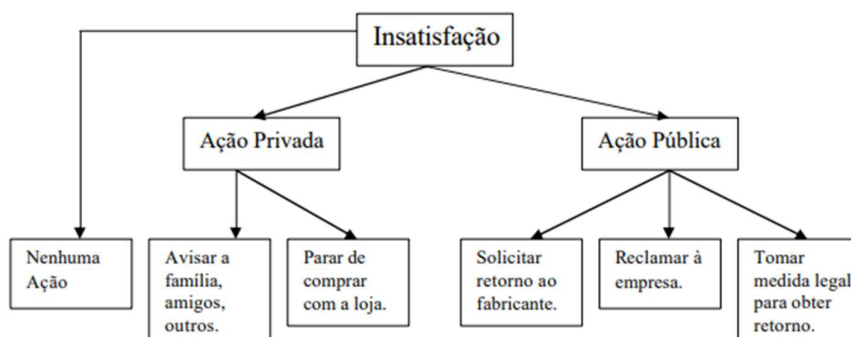 Insatisfação
Ação Privada
Ação Pública
Nenhuma
Ação
Avisar a
família,
amigos,
outros.
Parar de
comprar
com a loja.
Solicitar
retorno ao
fabricante.
Reclamar à
empresa.
Tomar
medida legal
para obter
retorno.